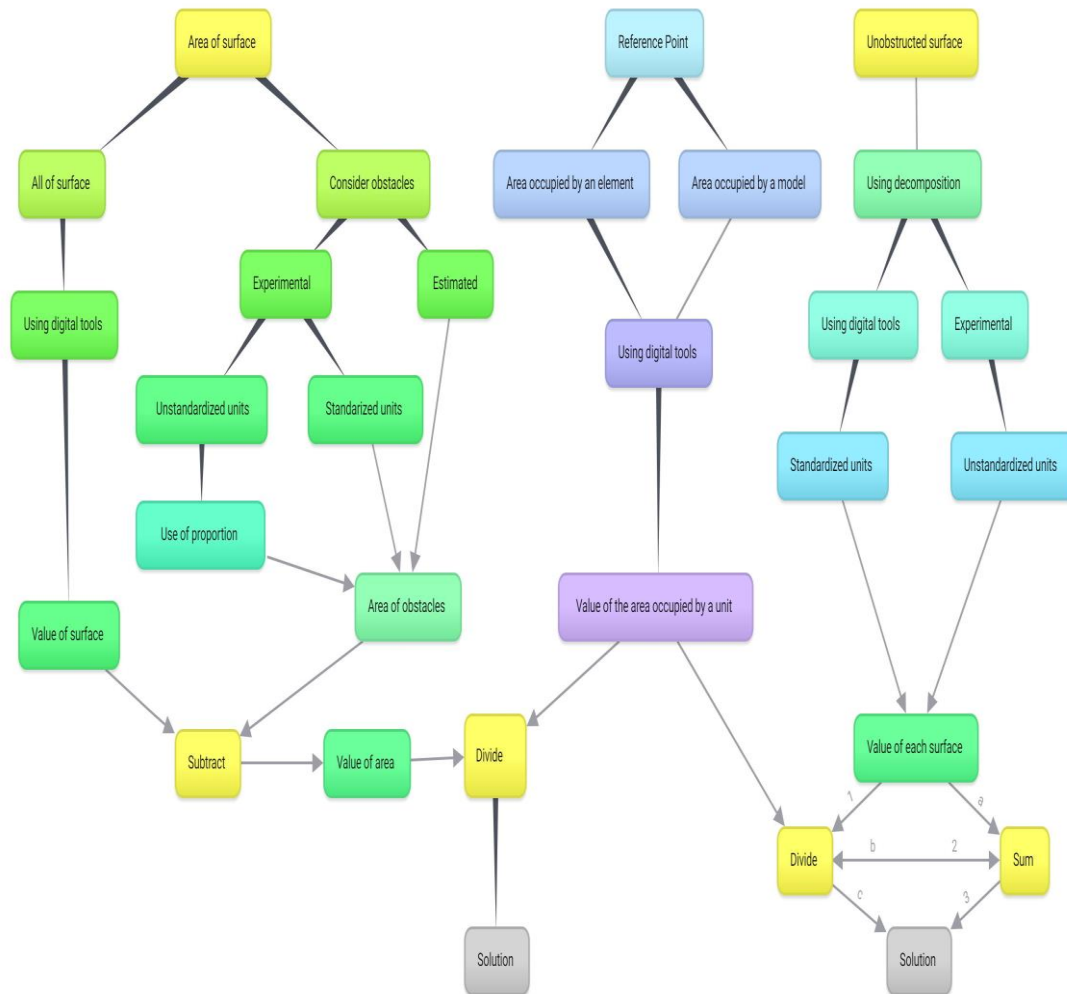 Area of surface
Reference Point
Unobstructed surface
All of surface
Consider obstacles
Area occupied by an element
Area occupied by a model
Using decomposition
Experimental
Estimated
Using digital tools
Using digital tools
Using digital tools
Experimental
Unstandardized units
Standarized units
Standardized units
Unstandardized units
Use of proportion
Value of surface
Area of obstacles
Value of the area occupied by a unit
Subtract
Value of area
Divide
Value of each surface
1
a
Divide
b
2
Sum
c
3
Solution
Solution